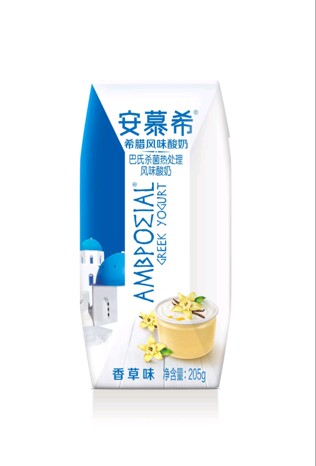 安慕希®
希腊风味酸奶
巴氏杀菌热处理
风味酸奶
AMBPOΣIAL®
GREEK YOGURT
香草味 净含量:205g